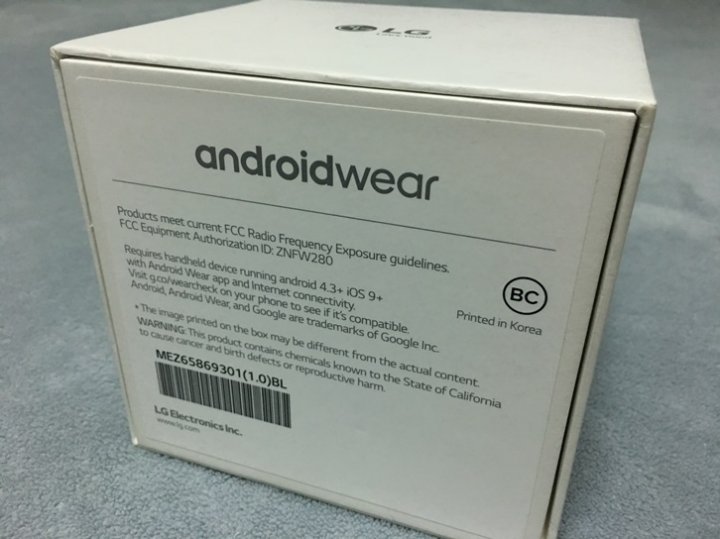 LG
androidwear
Products meet current FCC Radio Frequency Exposure guidelines.
FCC Equipment Authorization ID: ZNFW280
Requires handheld device running android 4.3+ iOS 9+
with Android Wear app and Internet connectivity.
Visit g.co/wearcheck on your phone to see if it's compatible.
Android, Android Wear, and Google are trademarks of Google Inc.
BC
Printed in Korea
* The image printed on the box may be different from the actual content.
WARNING: This product contains chemicals known to the State of California
to cause cancer and birth defects or reproductive harm.
MEZ65869301(1.0)BL
LG Electronics Inc.
www.lg.com